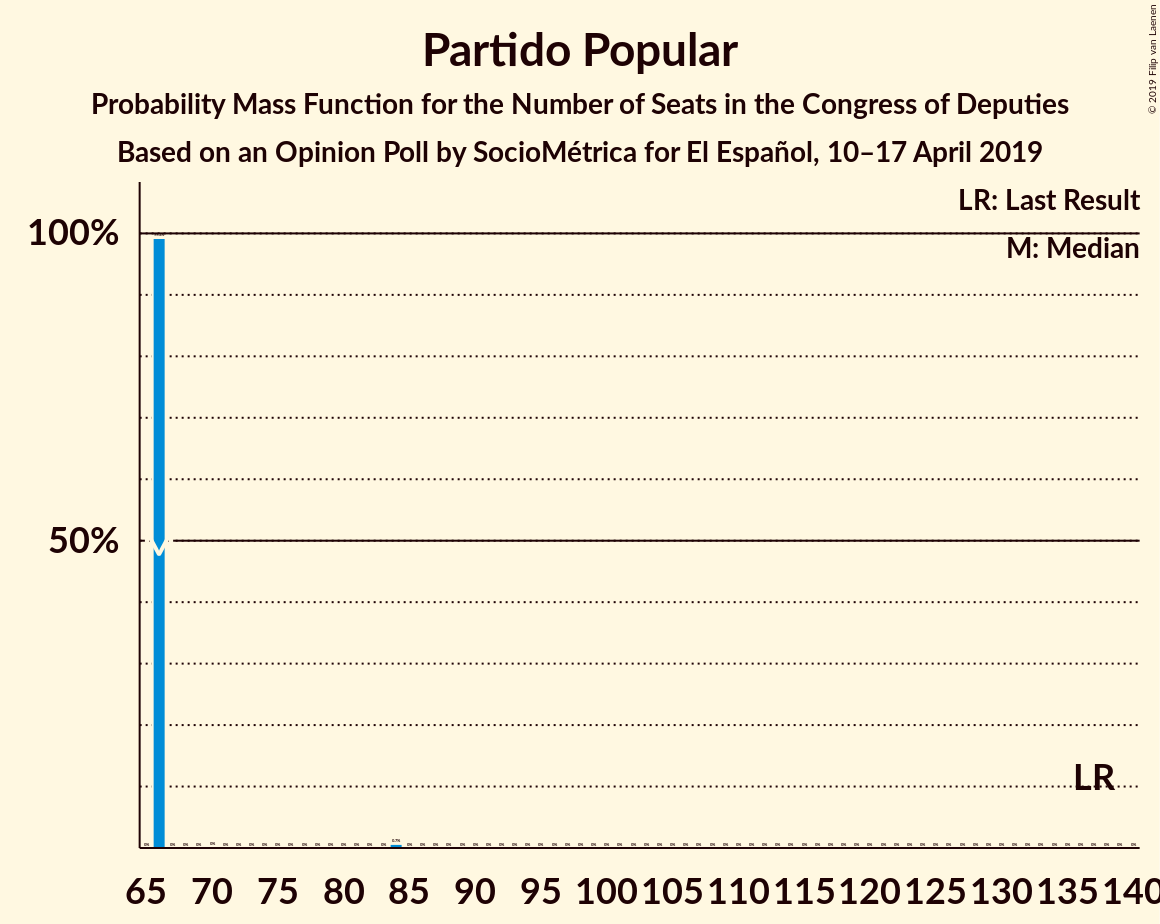 © 2019 Filip van Laenen
Partido Popular
Probability Mass Function for the Number of Seats in the Congress of Deputies
Based on an Opinion Poll by SocioMétrica for El Español, 10–17 April 2019
LR: Last Result
M: Median
100%
50%
LR
65 70 75 80 85 90 95 100 105 110 115 120 125 130 135 140